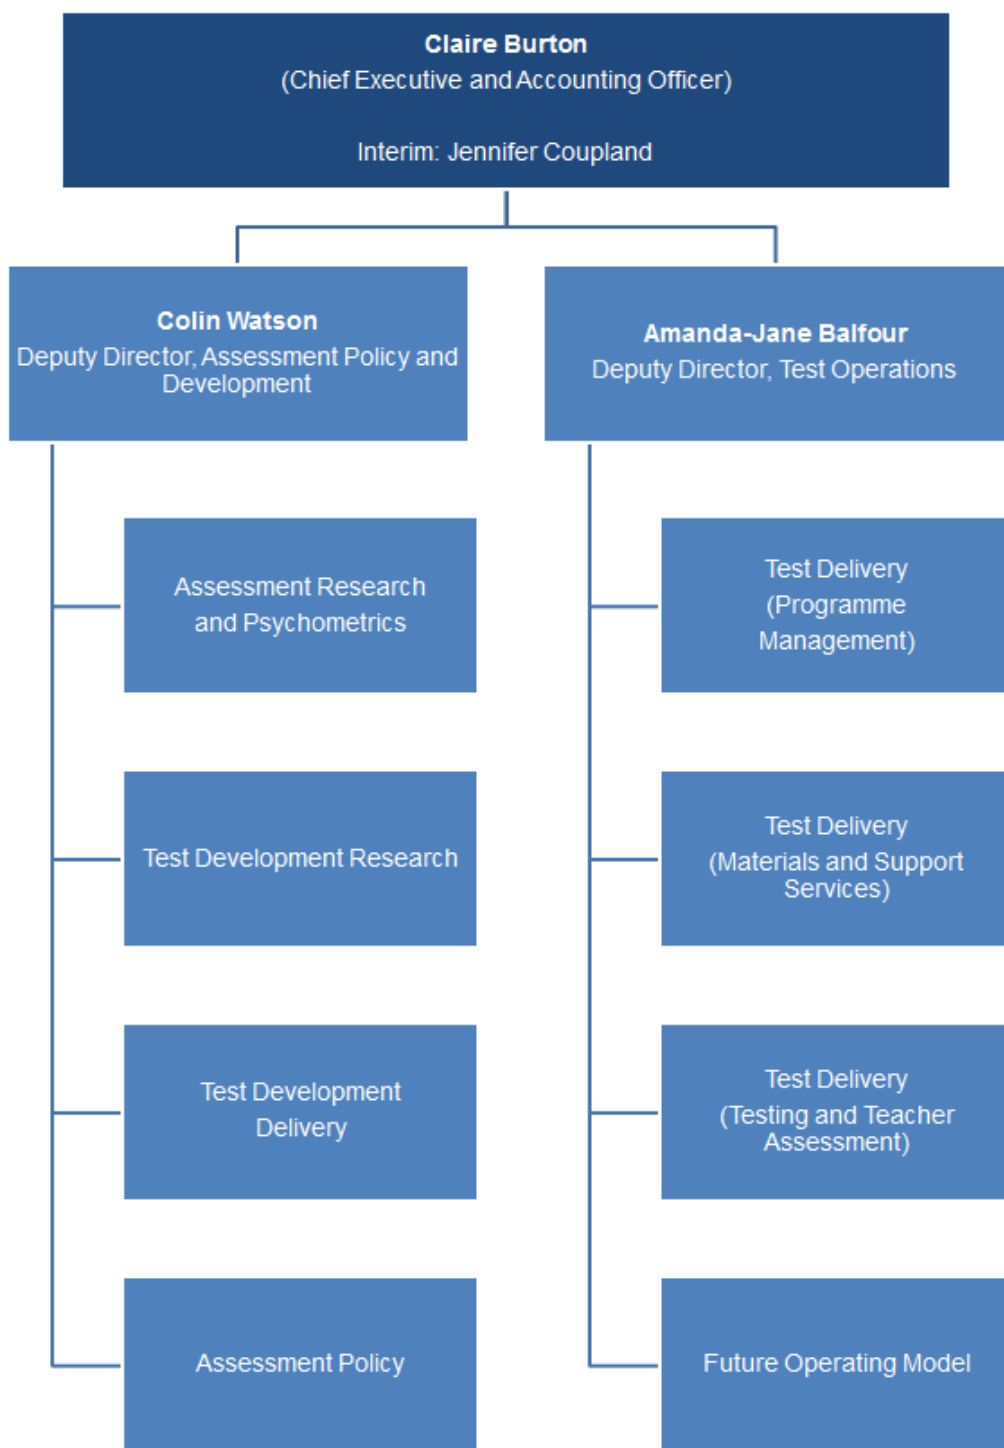 Claire Burton
(Chief Executive and Accounting Officer)
Interim: Jennifer Coupland
Colin Watson
Deputy Director, Assessment Policy and
Development
Amanda-Jane Balfour
Deputy Director, Test Operations
Assessment Research
and Psychometrics
Test Development Research
Test Development
Delivery
Assessment Policy
Test Delivery
(Programme
Management)
Test Delivery
(Materials and Support
Services)
Test Delivery
(Testing and Teacher
Assessment)
Future Operating Model